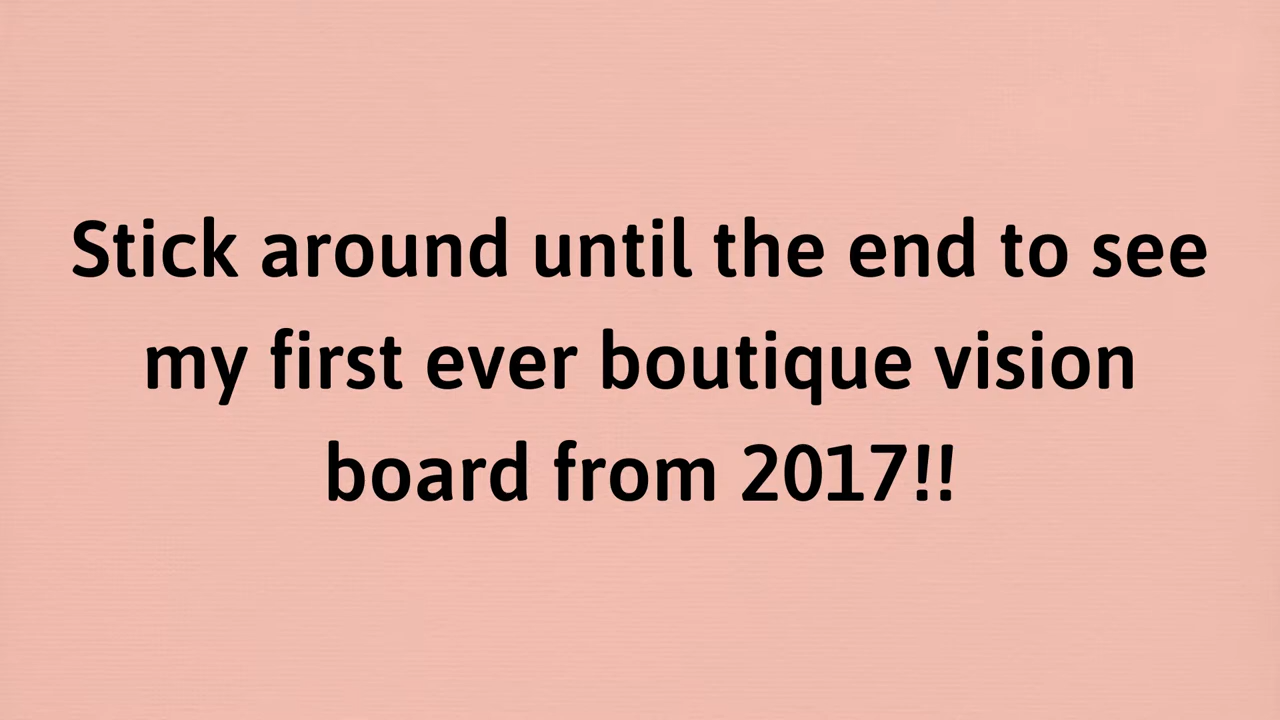 Stick around until the end to see
my first ever boutique vision
board from 2017!!